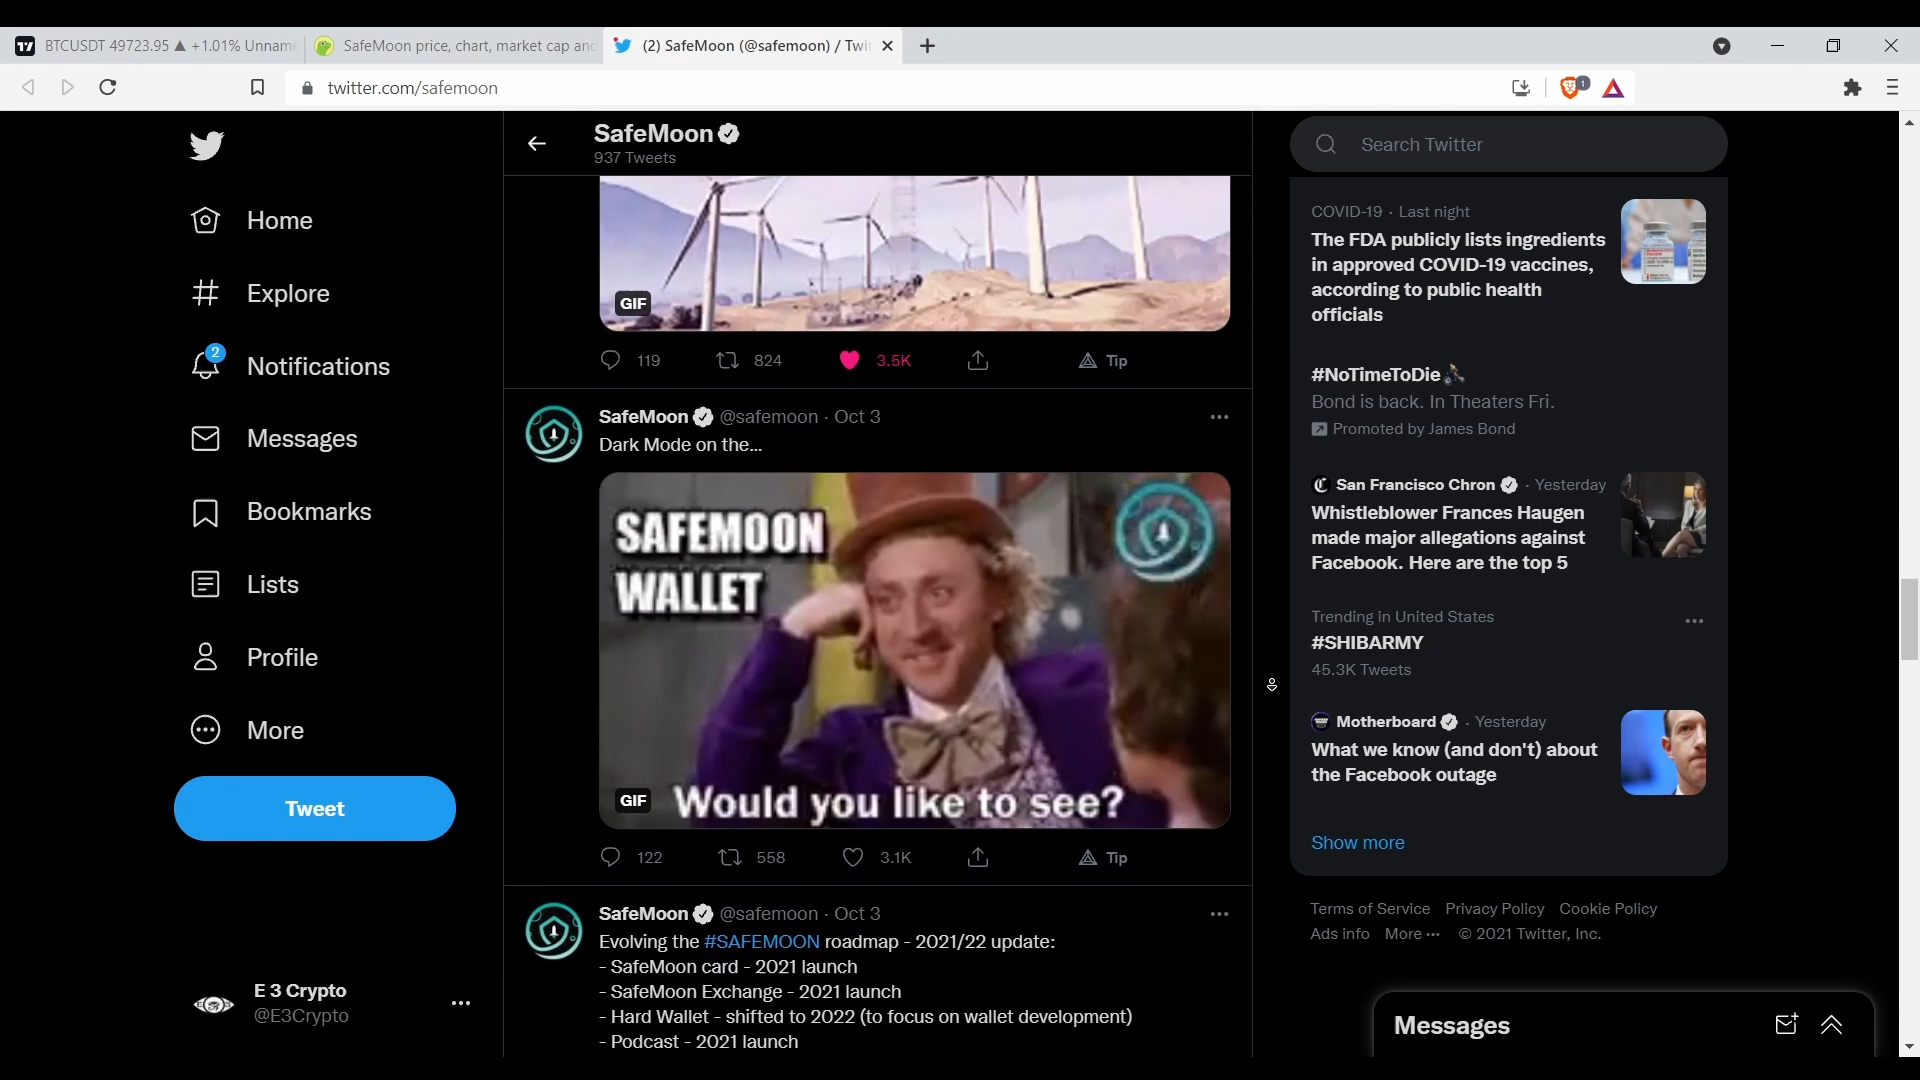 BTCUSDT 49723.95 ▲ +1.01% Unname
SafeMoon price, chart, market cap and
(2) SafeMoon (@safemoon) / Twit
twitter.com/safemoon
1
SafeMoon
937 Tweets
Search Twitter
Home
Explore
2
Notifications
Messages
Bookmarks
Lists
Profile
More
Tweet
E 3 Crypto
@E3Crypto
GIF
119
824
3.5K
Tip
SafeMoon @safemoon · Oct 3
Dark Mode on the...
SAFEMOON
WALLET
GIF
Would you like to see?
122
558
3.1K
Tip
SafeMoon @safemoon · Oct 3
Evolving the #SAFEMOON roadmap - 2021/22 update:
- SafeMoon card - 2021 launch
- SafeMoon Exchange - 2021 launch
- Hard Wallet - shifted to 2022 (to focus on wallet development)
- Podcast - 2021 launch
COVID-19 · Last night
The FDA publicly lists ingredients
in approved COVID-19 vaccines,
according to public health
officials
#NoTimeToDie
Bond is back. In Theaters Fri.
Promoted by James Bond
San Francisco Chron · Yesterday
Whistleblower Frances Haugen
made major allegations against
Facebook. Here are the top 5
Trending in United States
#SHIBARMY
45.3K Tweets
Motherboard · Yesterday
What we know (and don't) about
the Facebook outage
Show more
Terms of Service Privacy Policy Cookie Policy
Ads info More ··· © 2021 Twitter, Inc.
Messages